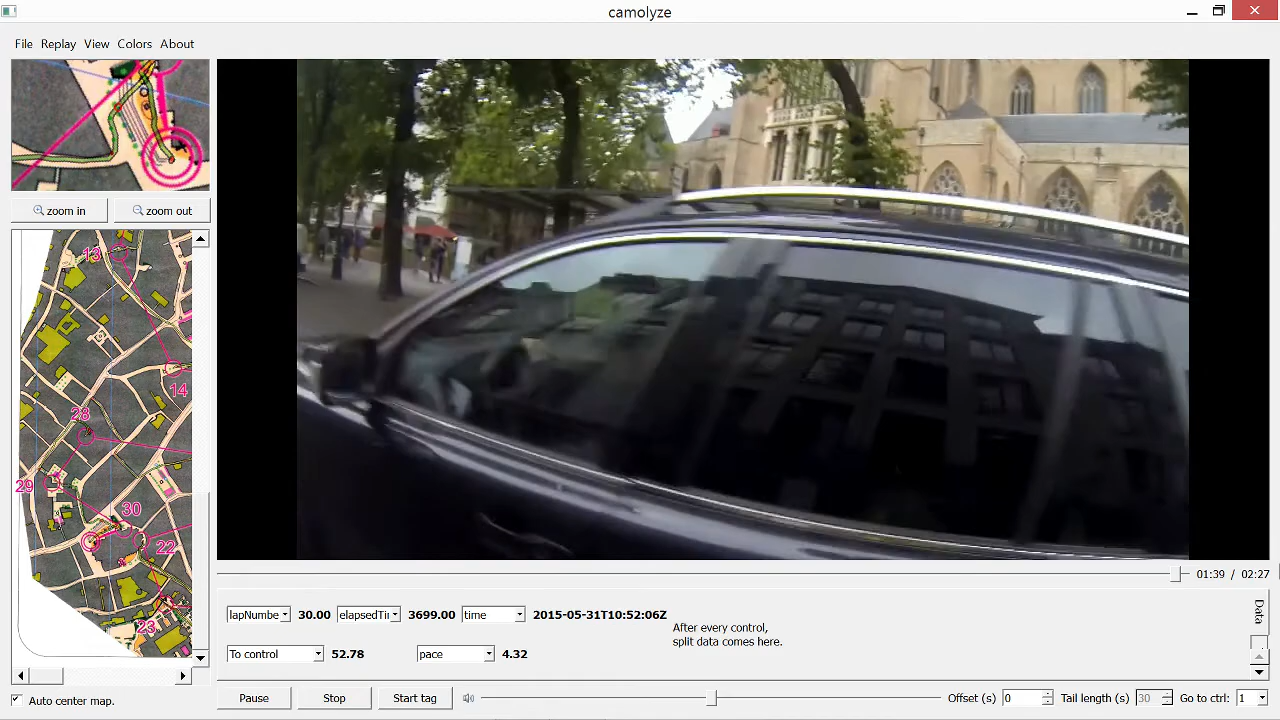 camolyze
File Replay View Colors About
zoom in zoom out
13
14
28
29
30
22
23
01:39 / 02:27
lapNumbe 30.00 elapsedTii 3699.00 time 2015-05-31T10:52:06Z
After every control,
split data comes here.
To control 52.78 pace 4.32
Data
Auto center map.
Pause Stop Start tag Offset (s) 0 Tail length (s) 30 Go to ctrl: 1